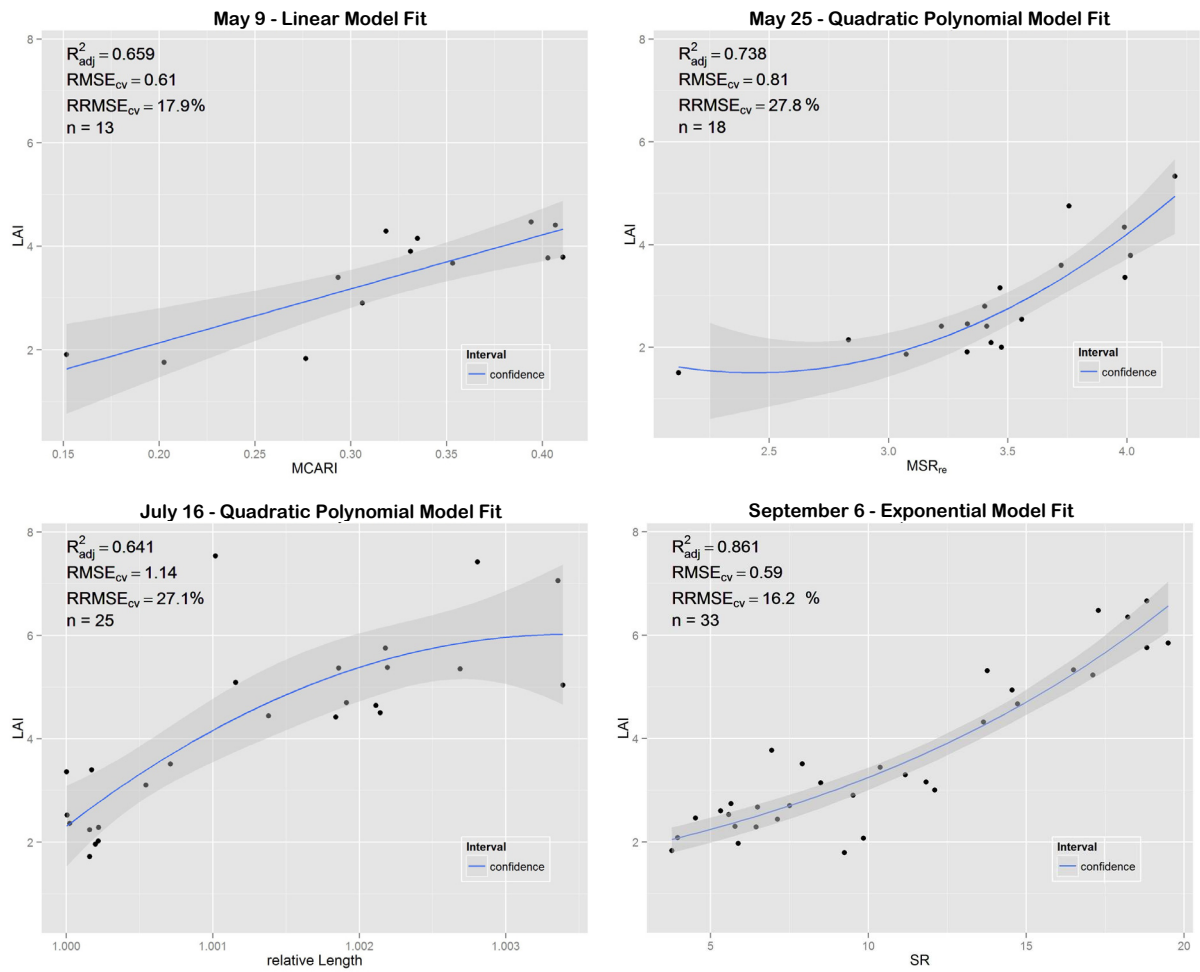 May 9 - Linear Model Fit
R²adj = 0.659
RMSEcv = 0.61
RRMSEcv = 17.9%
n = 13
8
6
4
2
LAI
Interval
confidence
0.15 0.20 0.25 0.30 0.35 0.40
MCARI
May 25 - Quadratic Polynomial Model Fit
R²adj = 0.738
RMSEcv = 0.81
RRMSEcv = 27.8 %
n = 18
8
6
4
2
LAI
Interval
confidence
2.5 3.0 3.5 4.0
MSRre
July 16 - Quadratic Polynomial Model Fit
R²adj = 0.641
RMSEcv = 1.14
RRMSEcv = 27.1%
n = 25
8
6
4
2
LAI
Interval
confidence
1.000 1.001 1.002 1.003
relative Length
September 6 - Exponential Model Fit
R²adj = 0.861
RMSEcv = 0.59
RRMSEcv = 16.2 %
n = 33
8
6
4
2
LAI
Interval
confidence
5 10 15 20
SR